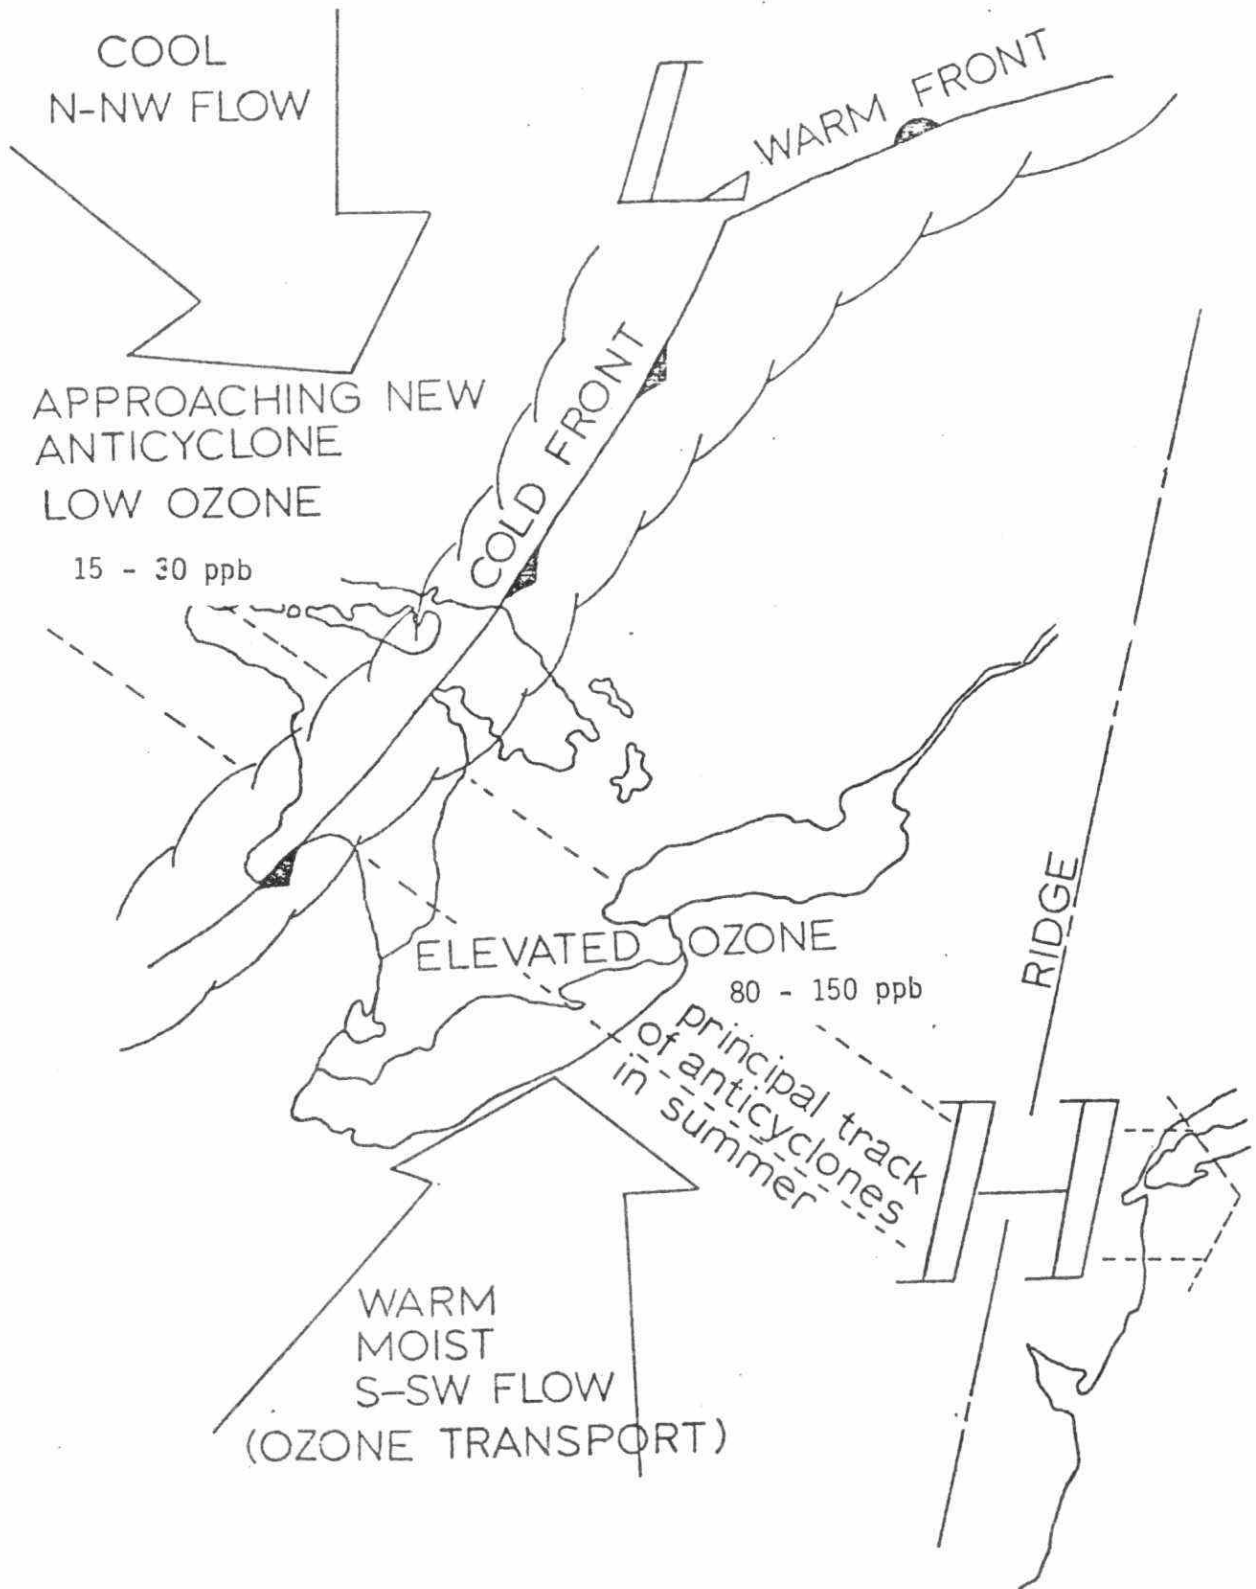 COOL
N-NW FLOW
L
WARM FRONT
APPROACHING NEW
ANTICYCLONE
LOW OZONE
15 - 30 ppb
COLD FRONT
RIDGE
ELEVATED OZONE
80 - 150 ppb
principal track
of anticyclones
in summer
H
WARM
MOIST
S-SW FLOW
(OZONE TRANSPORT)